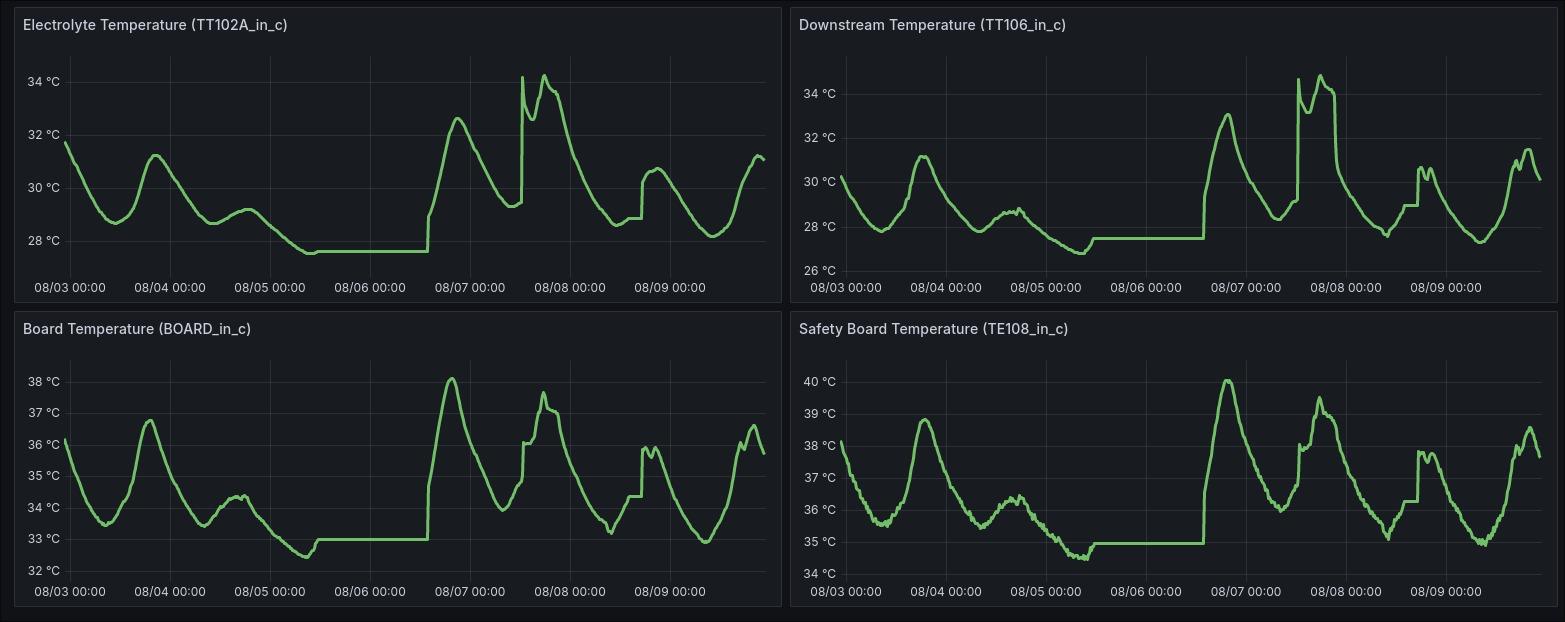 Electrolyte Temperature (TT102A_in_c)
34 °C
32 °C
30 °C
28 °C
08/03 00:00 08/04 00:00 08/05 00:00 08/06 00:00 08/07 00:00 08/08 00:00 08/09 00:00
Downstream Temperature (TT106_in_c)
34 °C
32 °C
30 °C
28 °C
26 °C
08/03 00:00 08/04 00:00 08/05 00:00 08/06 00:00 08/07 00:00 08/08 00:00 08/09 00:00
Board Temperature (BOARD_in_c)
38 °C
37 °C
36 °C
35 °C
34 °C
33 °C
32 °C
08/03 00:00 08/04 00:00 08/05 00:00 08/06 00:00 08/07 00:00 08/08 00:00 08/09 00:00
Safety Board Temperature (TE108_in_c)
40 °C
39 °C
38 °C
37 °C
36 °C
35 °C
34 °C
08/03 00:00 08/04 00:00 08/05 00:00 08/06 00:00 08/07 00:00 08/08 00:00 08/09 00:00